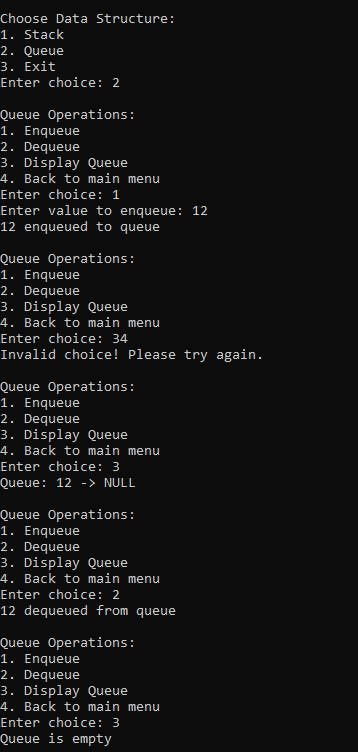 Choose Data Structure:
1. Stack
2. Queue
3. Exit
Enter choice: 2
Queue Operations:
1. Enqueue
2. Dequeue
3. Display Queue
4. Back to main menu
Enter choice: 1
Enter value to enqueue: 12
12 enqueued to queue
Queue Operations:
1. Enqueue
2. Dequeue
3. Display Queue
4. Back to main menu
Enter choice: 34
Invalid choice! Please try again.
Queue Operations:
1. Enqueue
2. Dequeue
3. Display Queue
4. Back to main menu
Enter choice: 3
Queue: 12 -> NULL
Queue Operations:
1. Enqueue
2. Dequeue
3. Display Queue
4. Back to main menu
Enter choice: 2
12 dequeued from queue
Queue Operations:
1. Enqueue
2. Dequeue
3. Display Queue
4. Back to main menu
Enter choice: 3
Queue is empty